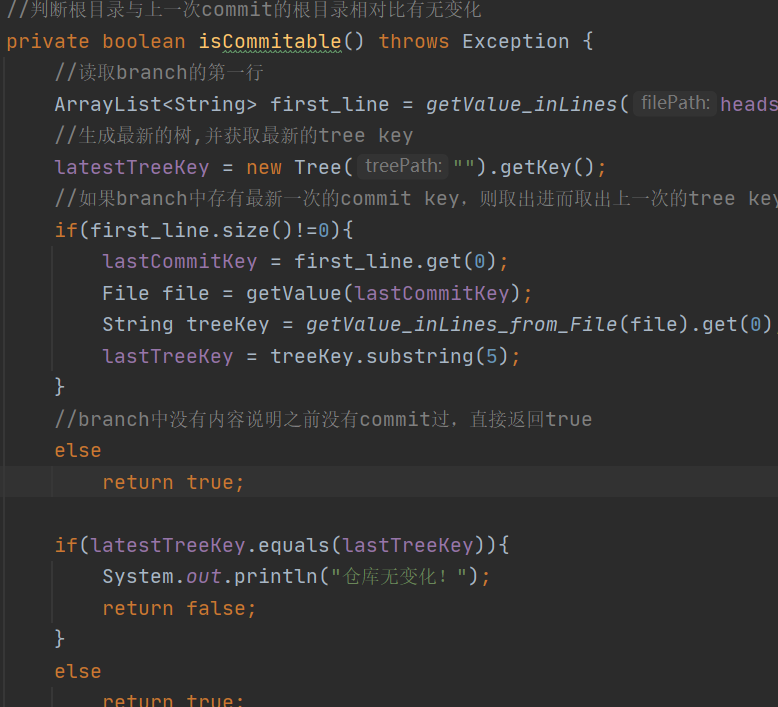 //判断根目录与上一次commit的根目录相对比有无变化
private boolean isCommitable() throws Exception {
//读取branch的第一行
ArrayList<String> first_line = getValue_inLines( filePath: heads
//生成最新的树,并获取最新的tree key
latestTreeKey = new Tree( treePath: "").getKey();
//如果branch中存有最新一次的commit key，则取出进而取出上一次的tree key
if(first_line.size()!=0){
lastCommitKey = first_line.get(0);
File file = getValue(lastCommitKey);
String treeKey = getValue_inLines_from_File(file).get(0)
lastTreeKey = treeKey.substring(5);
}
//branch中没有内容说明之前没有commit过，直接返回true
else
return true;
if(latestTreeKey.equals(lastTreeKey)){
System.out.println("仓库无变化！");
return false;
}
else
return true;